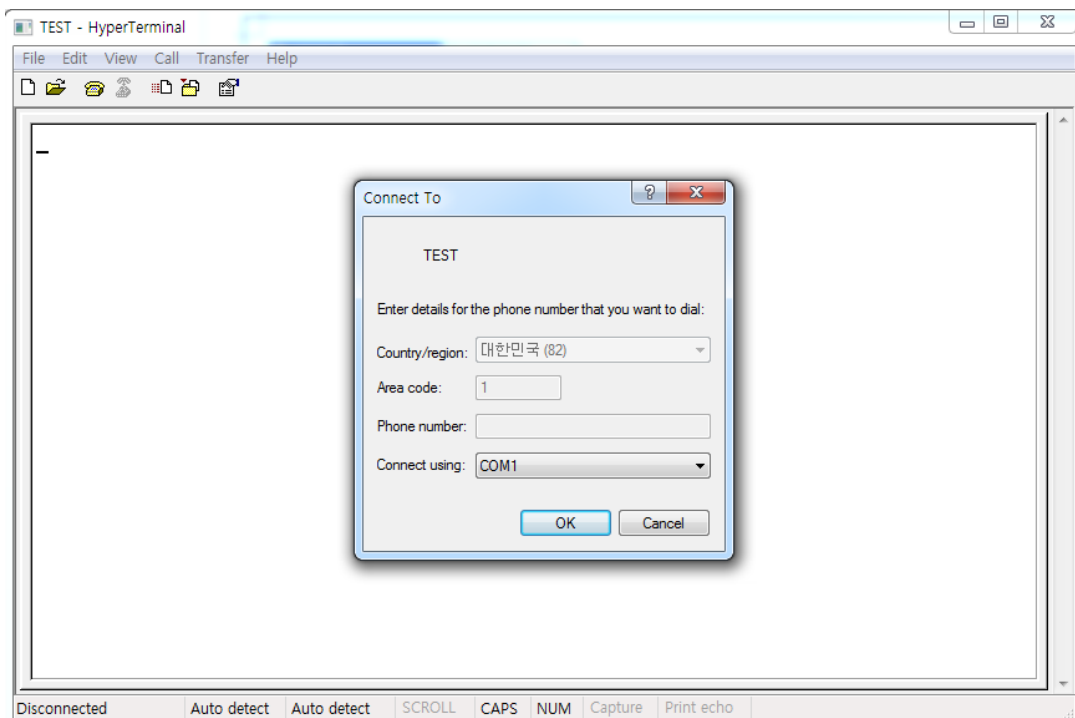 TEST - HyperTerminal
File Edit View Call Transfer Help
Connect To
TEST
Enter details for the phone number that you want to dial:
Country/region: 대한민국 (82)
Area code: 1
Phone number:
Connect using: COM1
OK Cancel
Disconnected Auto detect Auto detect SCROLL CAPS NUM Capture Print echo